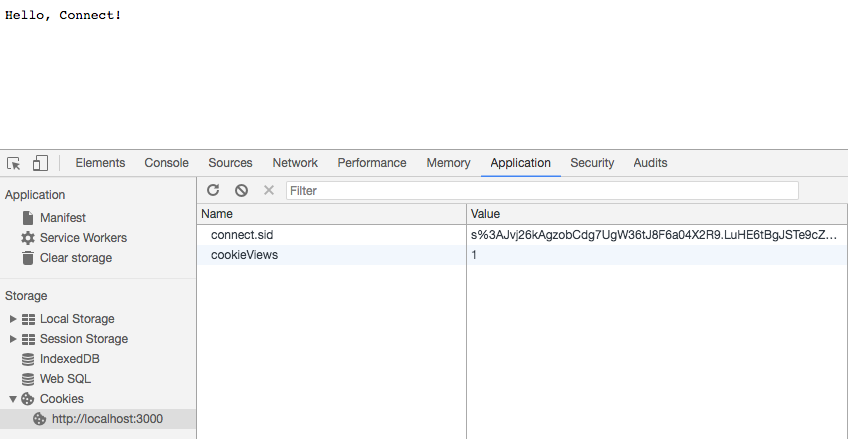 Hello, Connect!
Elements Console Sources Network Performance Memory Application Security Audits
Application
Manifest
Service Workers
Clear storage
Storage
Local Storage
Session Storage
IndexedDB
Web SQL
Cookies
http://localhost:3000
Filter
Name Value
connect.sid s%3AJvj26kAgzobCdg7UgW36tJ8F6a04X2R9.LuHE6tBgJSTe9cZ…
cookieViews 1